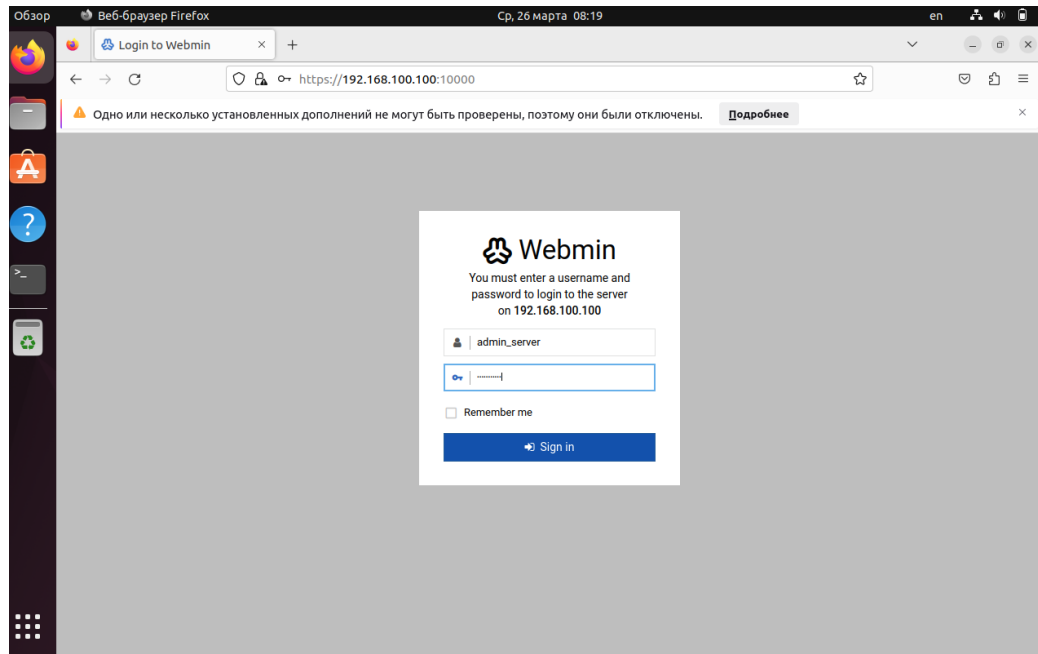 Обзор Веб-браузер Firefox Ср, 26 марта 08:19 en
Login to Webmin
https://192.168.100.100:10000
Одно или несколько установленных дополнений не могут быть проверены, поэтому они были отключены. Подробнее
Webmin
You must enter a username and
password to login to the server
on 192.168.100.100
admin_server
Remember me
Sign in